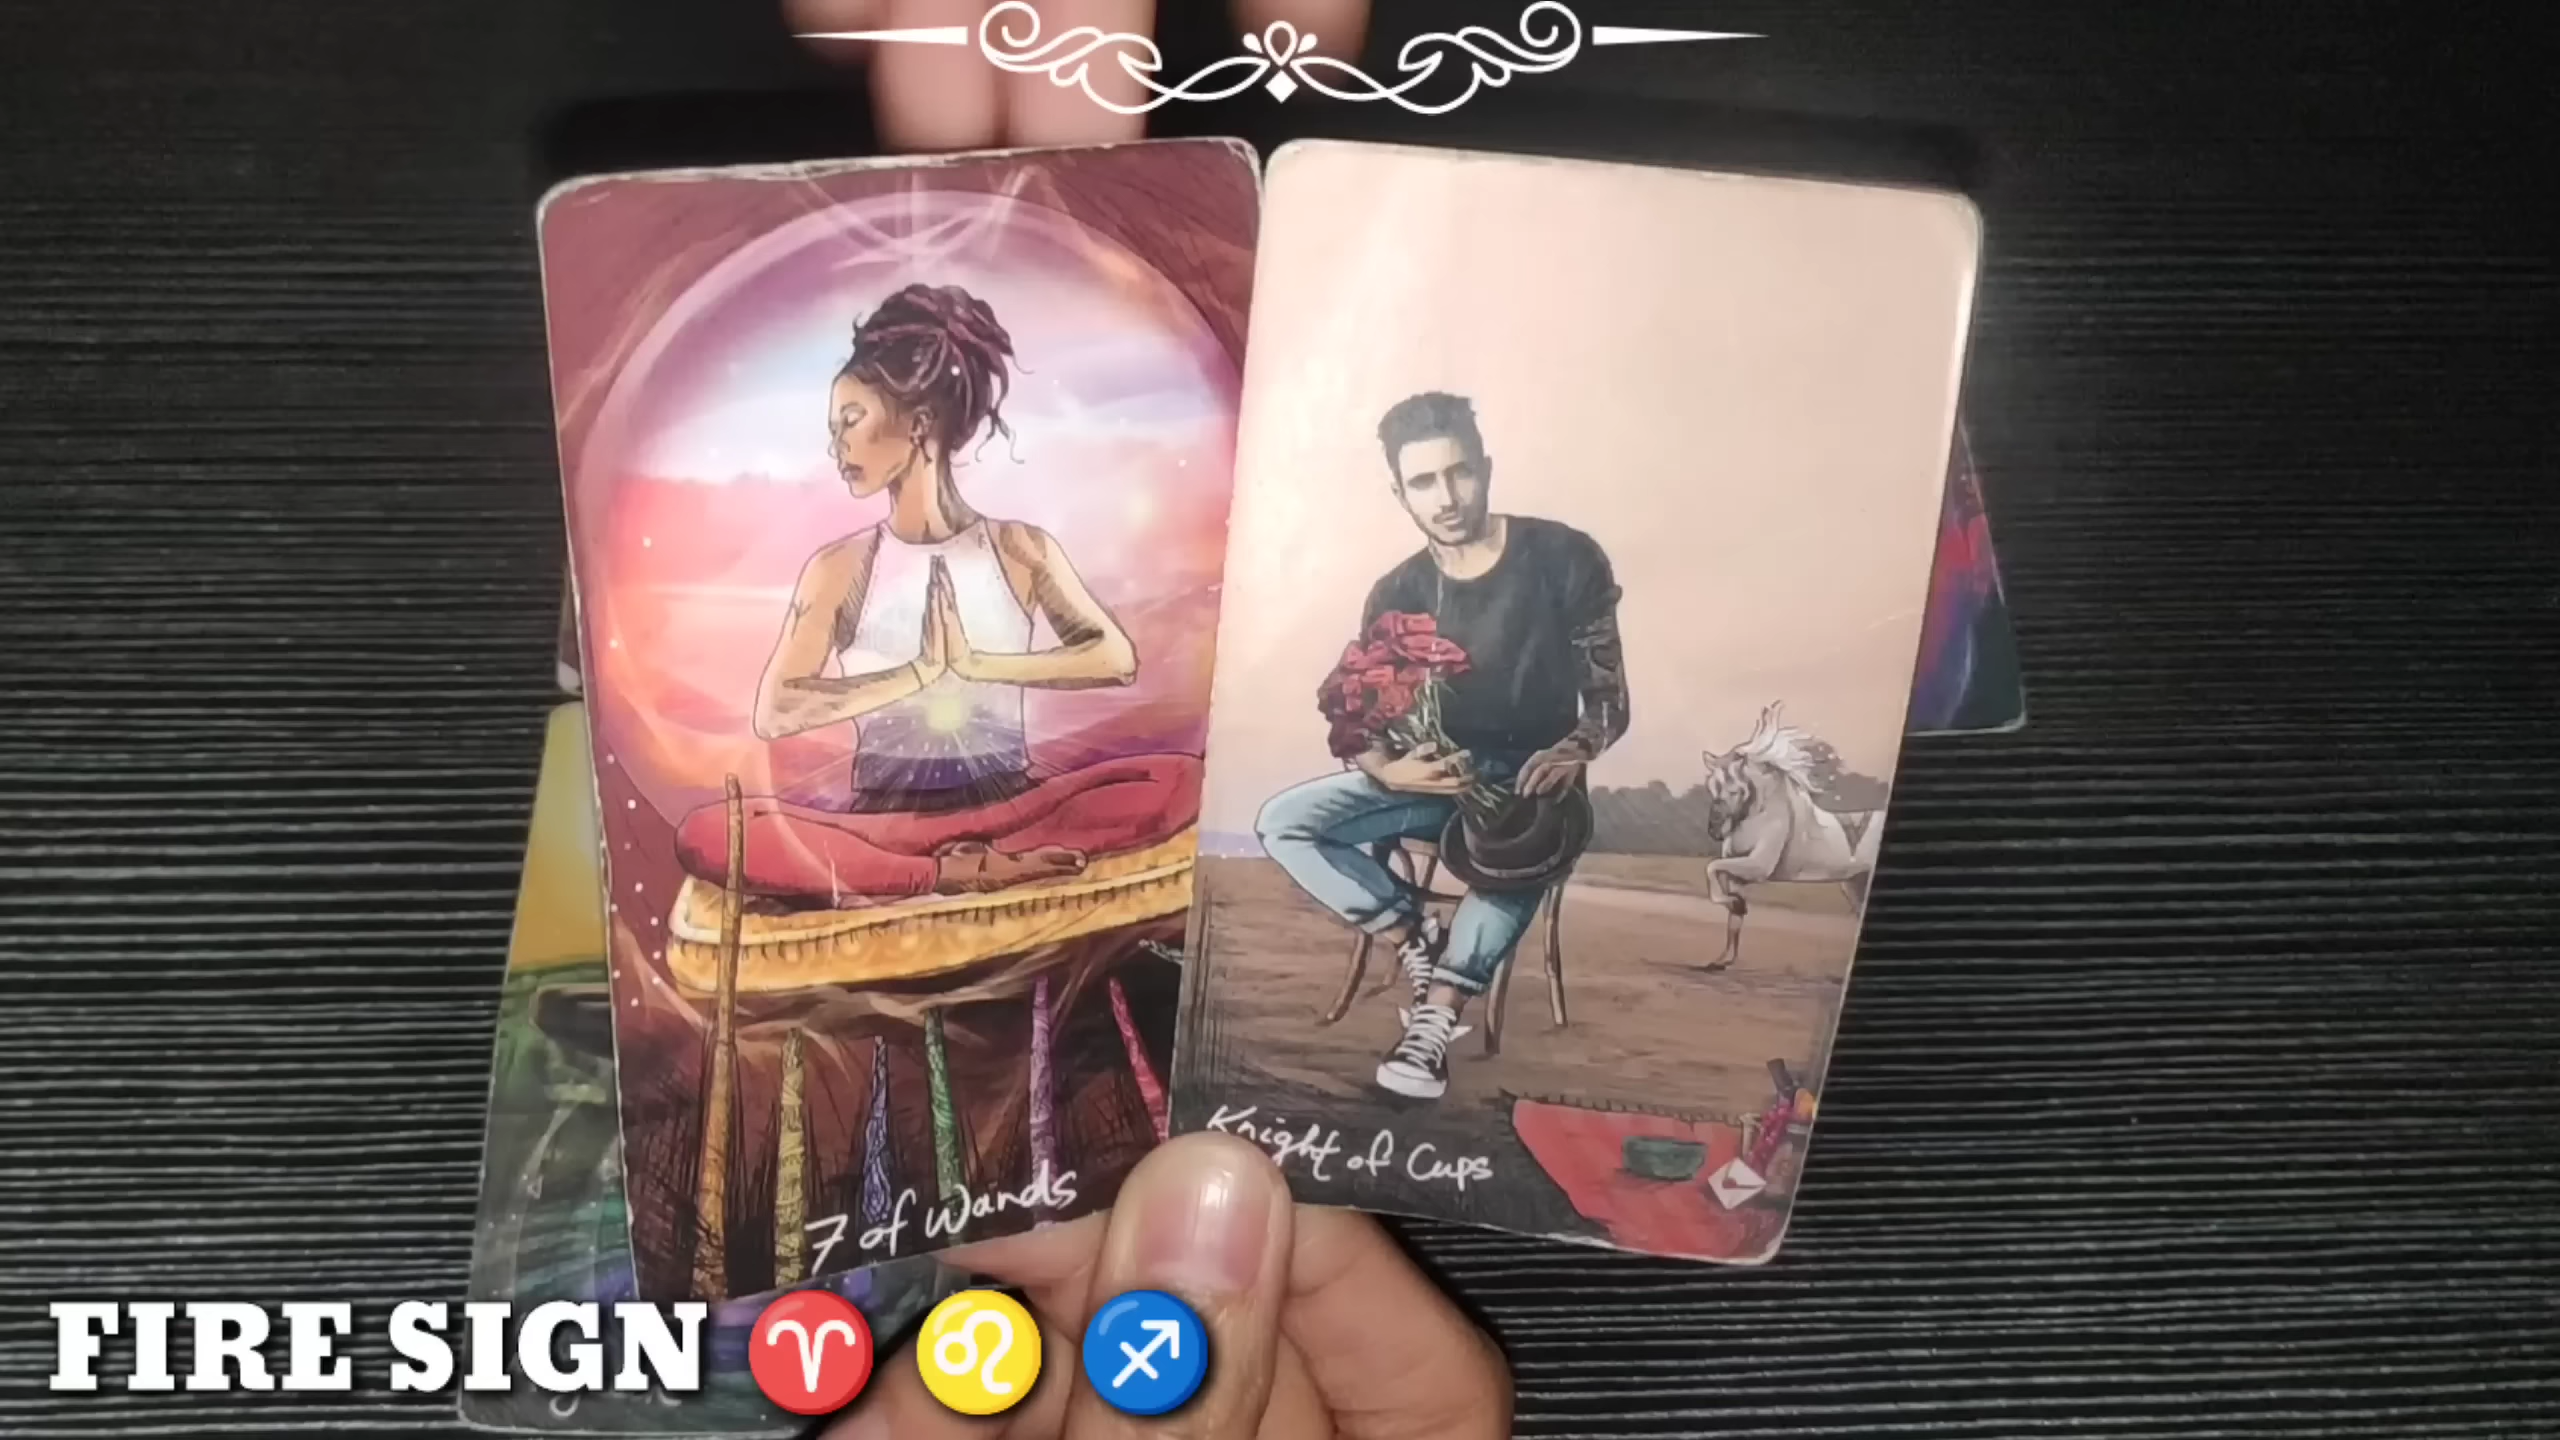 7 of Wands
Knight of Cups
FIRE SIGN ♈ ♌ ♐